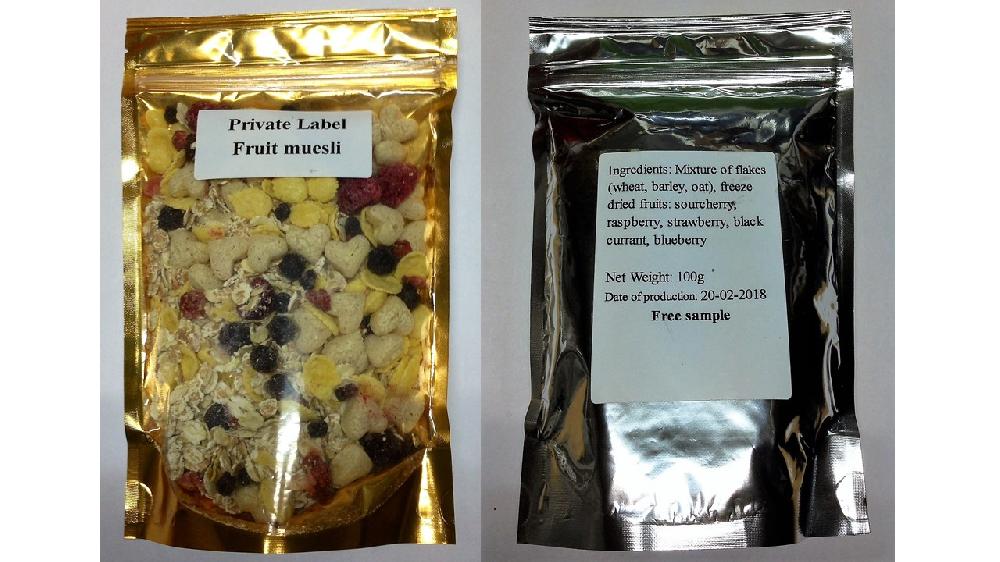 Private Label
Fruit muesli
Ingredients: Mixture of flakes
(wheat, barley, oat), freeze
dried fruits: sourcherry,
raspberry, strawberry, black
currant, blueberry
Net Weight: 100g
Date of production: 20-02-2018
Free sample